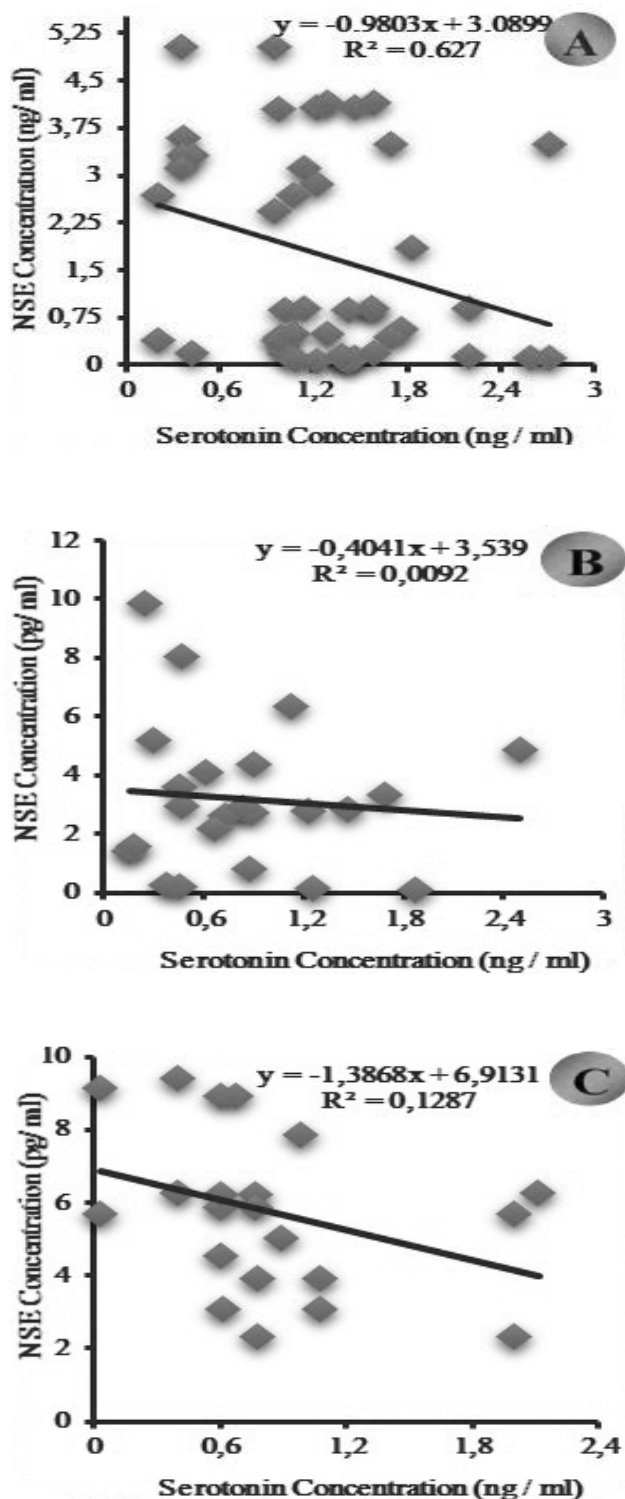 y = -0.9803x + 3.0899
R² = 0.627
A
NSE Concentration (ng/ ml)
5,25
4,5
3,75
3
2,25
1,5
0,75
0
0 0,6 1,2 1,8 2,4 3
Serotonin Concentration (ng / ml)
y = -0,4041x + 3,539
R² = 0,0092
B
NSE Concentration (pg/ ml)
12
10
8
6
4
2
0
0 0,6 1,2 1,8 2,4 3
Serotonin Concentration (ng / ml)
y = -1,3868x + 6,9131
R² = 0,1287
C
NSE Concentration (pg/ ml)
10
8
6
4
2
0
0 0,6 1,2 1,8 2,4
Serotonin Concentration (ng / ml)